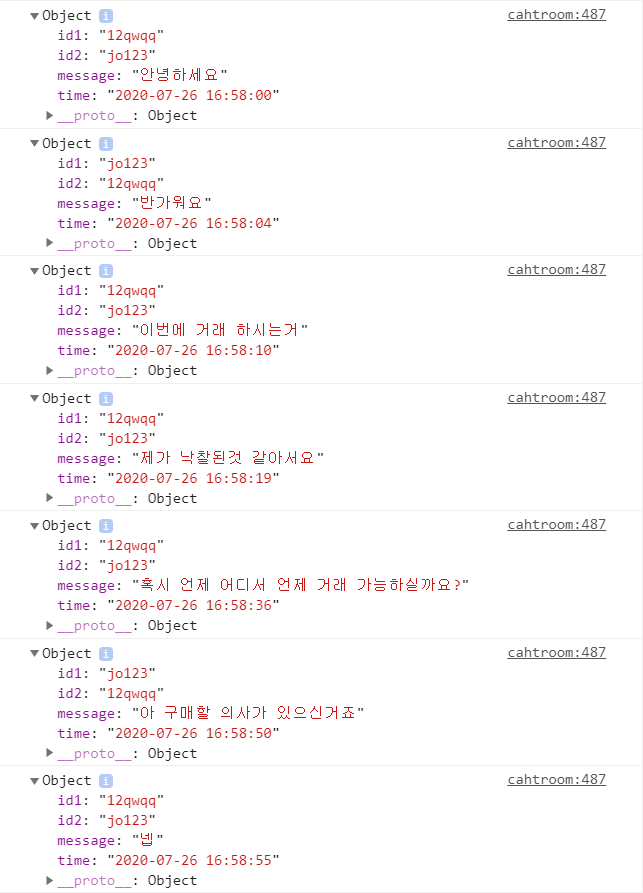 ▼Object i cahtroom:487
id1: "12qwqq"
id2: "jo123"
message: "안녕하세요"
time: "2020-07-26 16:58:00"
▶__proto__: Object
▼Object i cahtroom:487
id1: "jo123"
id2: "12qwqq"
message: "반가워요"
time: "2020-07-26 16:58:04"
▶__proto__: Object
▼Object i cahtroom:487
id1: "12qwqq"
id2: "jo123"
message: "이번에 거래 하시는거"
time: "2020-07-26 16:58:10"
▶__proto__: Object
▼Object i cahtroom:487
id1: "12qwqq"
id2: "jo123"
message: "제가 낙찰된것 같아서요"
time: "2020-07-26 16:58:19"
▶__proto__: Object
▼Object i cahtroom:487
id1: "12qwqq"
id2: "jo123"
message: "혹시 언제 어디서 언제 거래 가능하실까요?"
time: "2020-07-26 16:58:36"
▶__proto__: Object
▼Object i cahtroom:487
id1: "jo123"
id2: "12qwqq"
message: "아 구매할 의사가 있으신거죠"
time: "2020-07-26 16:58:50"
▶__proto__: Object
▼Object i cahtroom:487
id1: "12qwqq"
id2: "jo123"
message: "넵"
time: "2020-07-26 16:58:55"
▶__proto__: Object